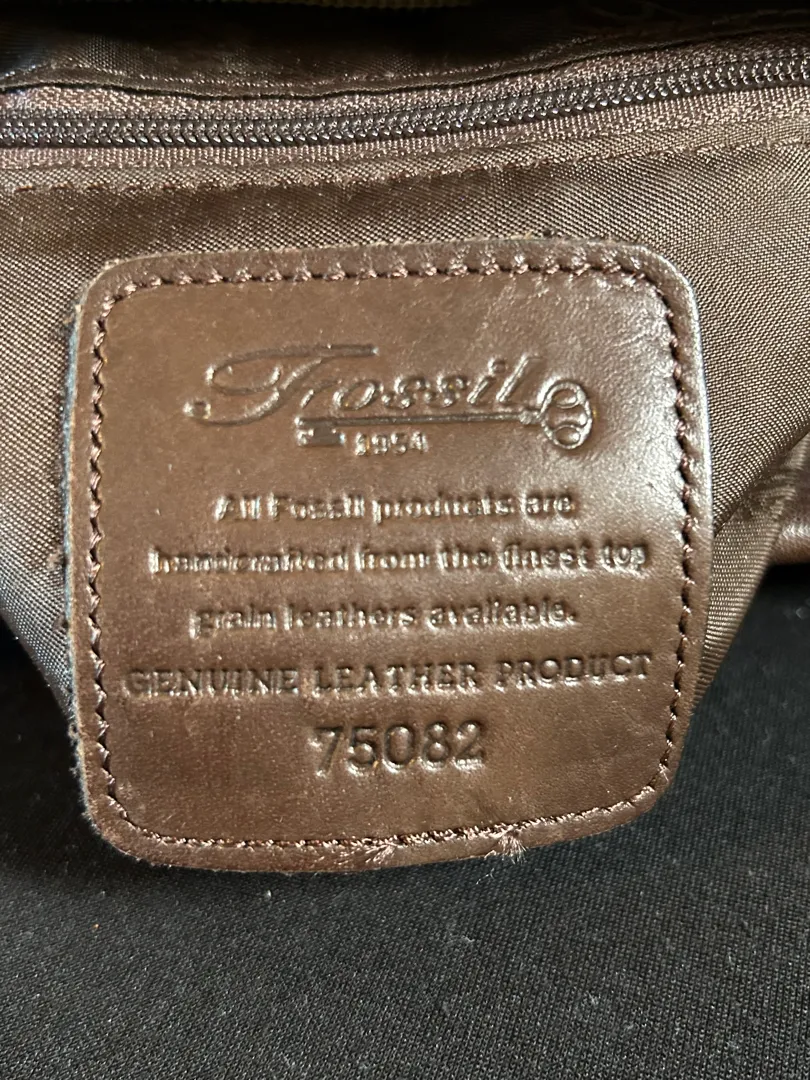 Fossil
1954
All Fossil products are
handcrafted from the finest top
grain leathers available.
GENUINE LEATHER PRODUCT
75082